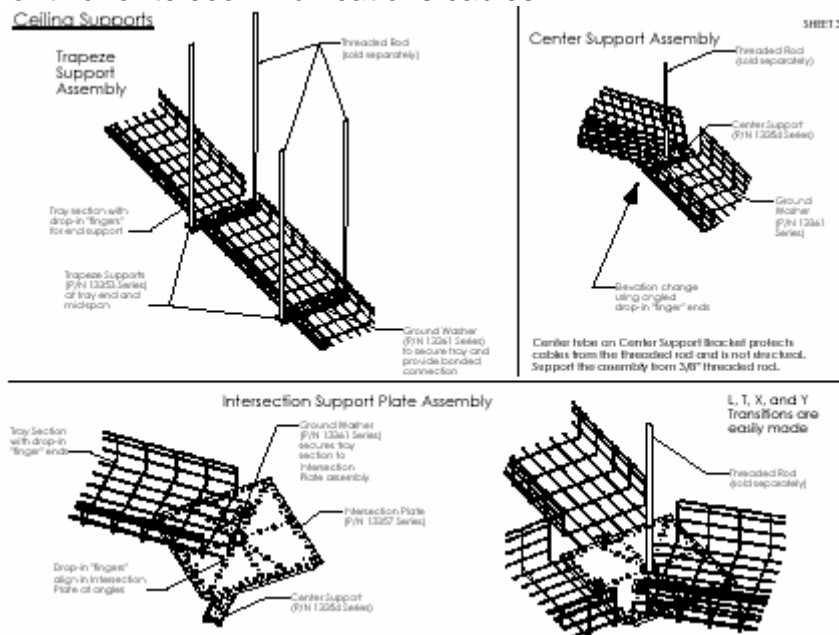 Ceiling Supports
Trapeze
Support
Assembly
Threaded Rod
(sold separately)
Tray section with
drop-in "fingers"
for end support
Trapeze Supports
(P/N 13353 Series)
at tray end and
midspan
Ground Washer
(P/N 13361 Series)
to secure tray and
provide bonded
connection
SHEET 3
Center Support Assembly
Threaded Rod
(sold separately)
Center Support
(P/N 13354 Series)
Ground
Washer
(P/N 13361
Series)
Elevation change
using angled
drop-in "finger" ends
Center tube on Center Support Bracket protects
cables from the threaded rod and is not structural.
Support the assembly from 3/8" threaded rod.
Intersection Support Plate Assembly
Tray Section
with drop-in
"finger" ends
Ground Washer
(P/N 13361 Series)
secures tray
section to
Intersection
Plate assembly
Intersection Plate
(P/N 13357 Series)
Drop-in "fingers"
align in Intersection
Plate at angles
Center Support
(P/N 13354 Series)
L, T, X, and Y
Transitions are
easily made
Threaded Rod
(sold separately)